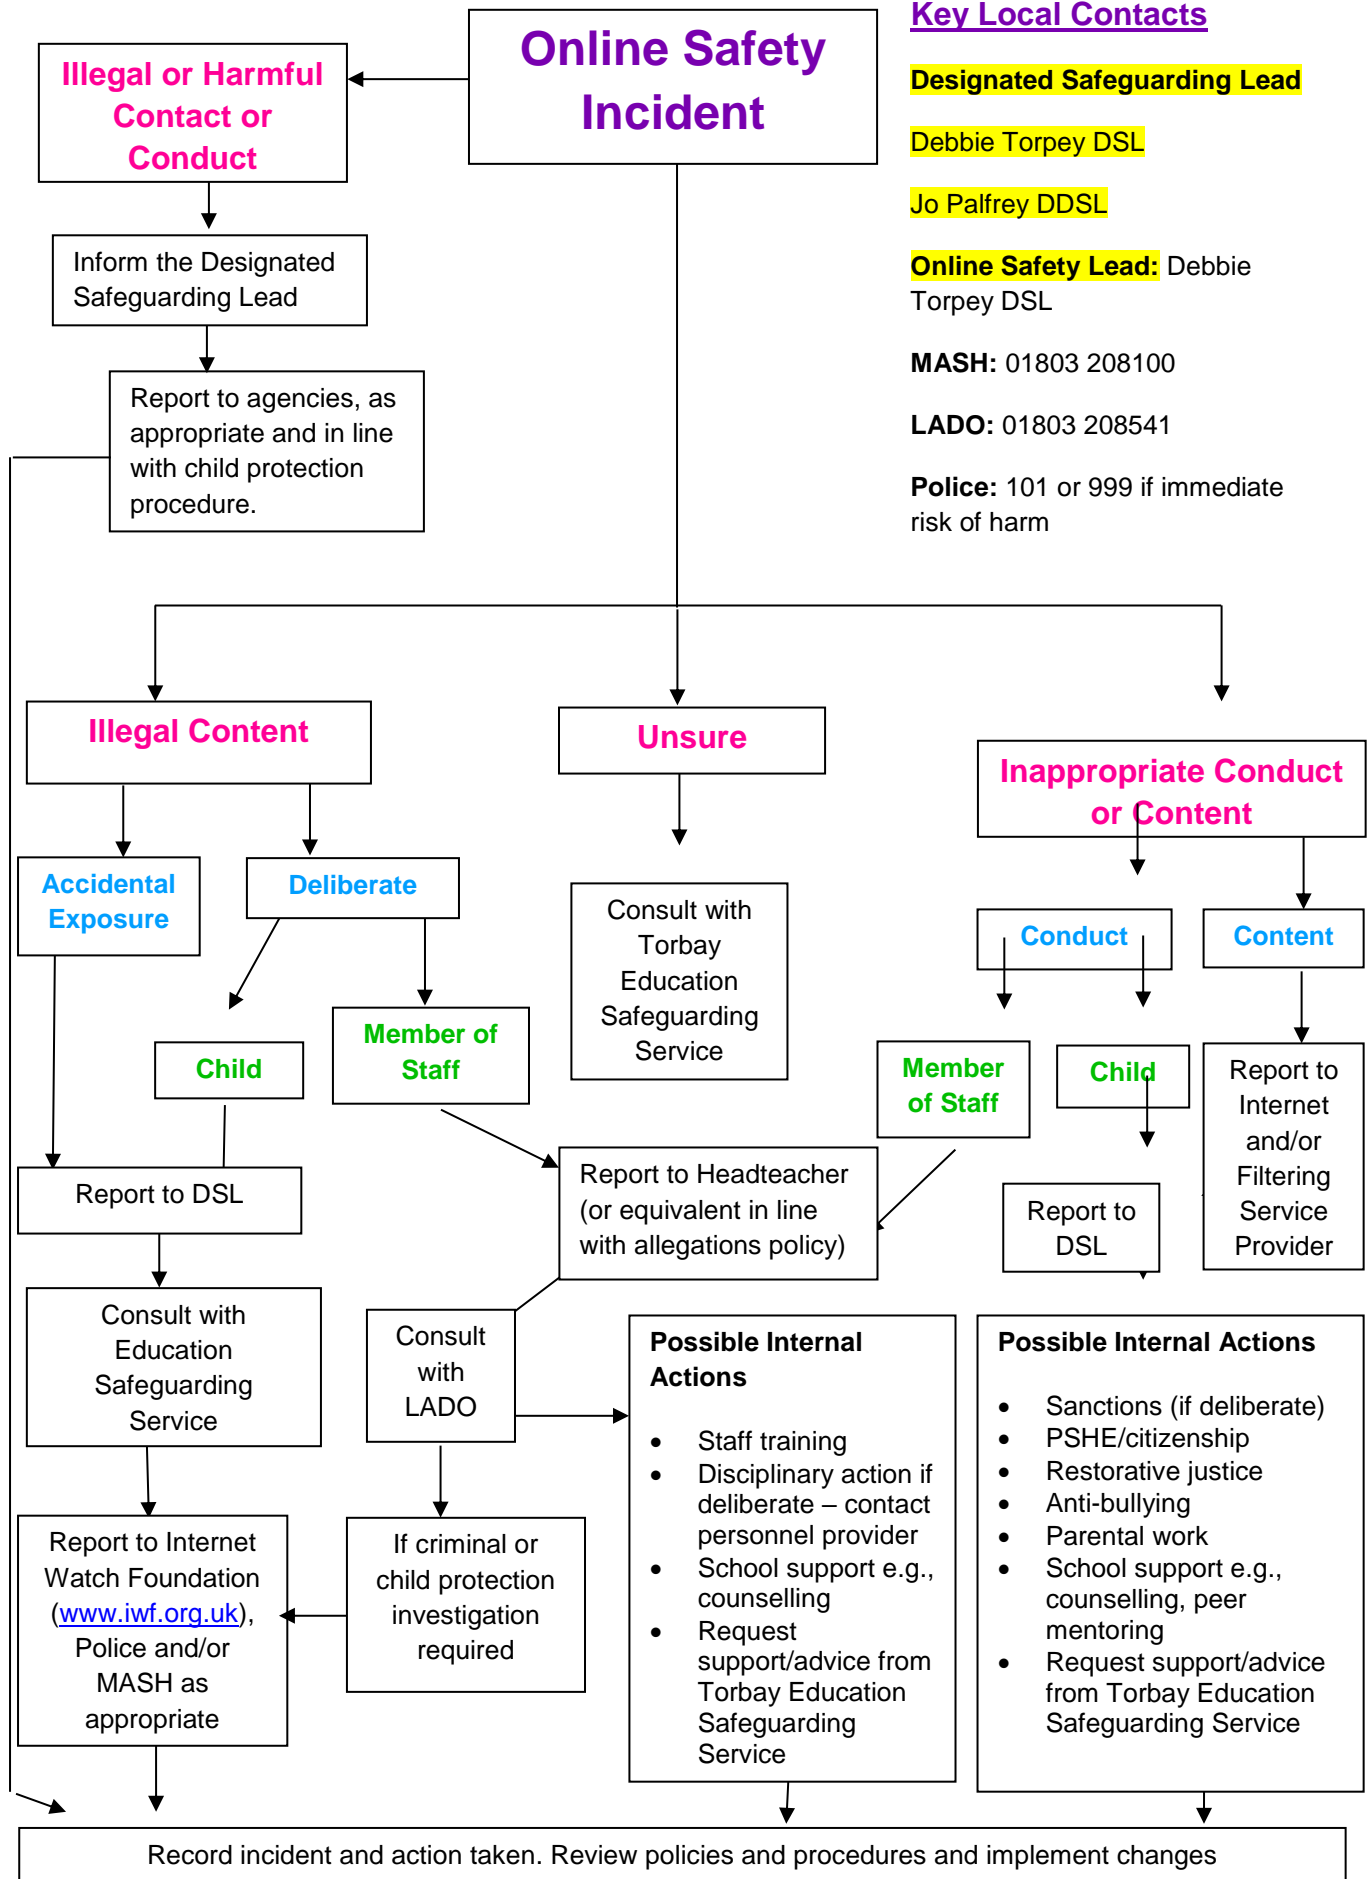 Online Safety
Incident
Key Local Contacts
Designated Safeguarding Lead
Debbie Torpey DSL
Jo Palfrey DDSL
Online Safety Lead: Debbie
Torpey DSL
MASH: 01803 208100
LADO: 01803 208541
Police: 101 or 999 if immediate
risk of harm
Illegal or Harmful
Contact or
Conduct
Inform the Designated
Safeguarding Lead
Report to agencies, as
appropriate and in line
with child protection
procedure.
Illegal Content
Unsure
Inappropriate Conduct
or Content
Accidental
Exposure
Deliberate
Consult with
Torbay
Education
Safeguarding
Service
Conduct
Content
Child
Member of
Staff
Member
of Staff
Child
Report to
Internet
and/or
Filtering
Service
Provider
Report to DSL
Report to Headteacher
(or equivalent in line
with allegations policy)
Report to
DSL
Consult with
Education
Safeguarding
Service
Consult
with
LADO
Possible Internal
Actions
• Staff training
• Disciplinary action if
deliberate – contact
personnel provider
• School support e.g.,
counselling
• Request
support/advice from
Torbay Education
Safeguarding
Service
Possible Internal Actions
• Sanctions (if deliberate)
• PSHE/citizenship
• Restorative justice
• Anti-bullying
• Parental work
• School support e.g.,
counselling, peer
mentoring
• Request support/advice
from Torbay Education
Safeguarding Service
Report to Internet
Watch Foundation
(www.iwf.org.uk),
Police and/or
MASH as
appropriate
If criminal or
child protection
investigation
required
Record incident and action taken. Review policies and procedures and implement changes